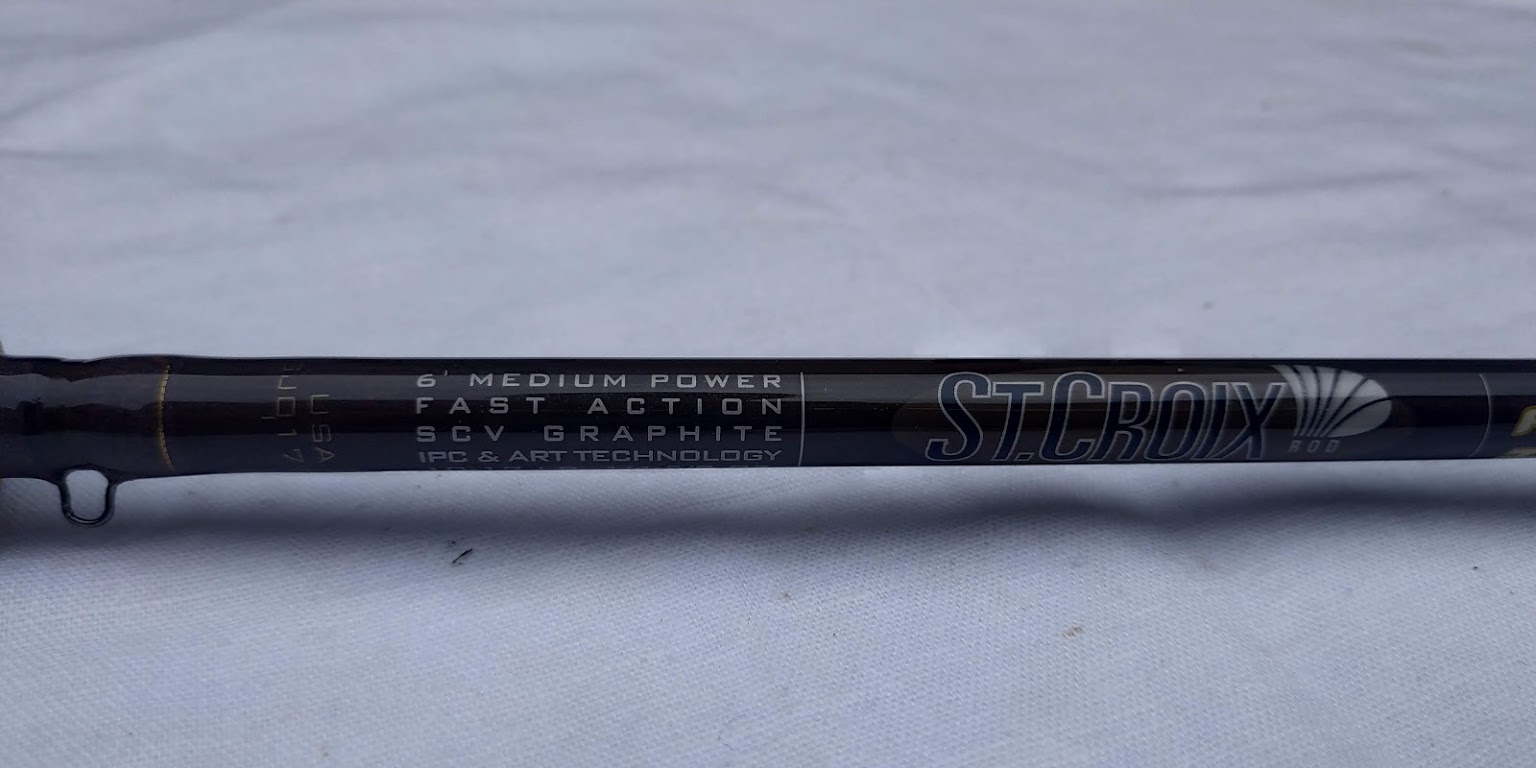 6' MEDIUM POWER
FAST ACTION
SCV GRAPHITE
IPC & ART TECHNOLOGY
ST.CROIX
ROD
USA